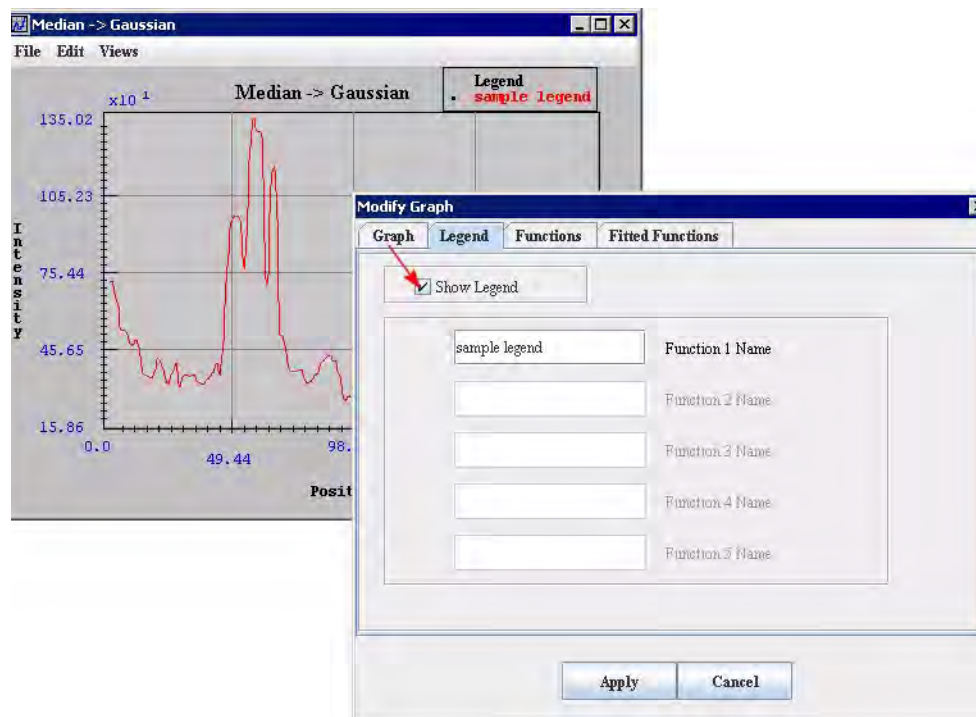 Median -> Gaussian
File Edit Views
Median -> Gaussian
Legend
sample legend
x10 1
135.02
105.23
75.44
45.65
15.86
Intensity
0.0
49.44
98.
Posit
Modify Graph
Graph Legend Functions Fitted Functions
Show Legend
sample legend Function 1 Name
Function 2 Name
Function 3 Name
Function 4 Name
Function 5 Name
Apply Cancel